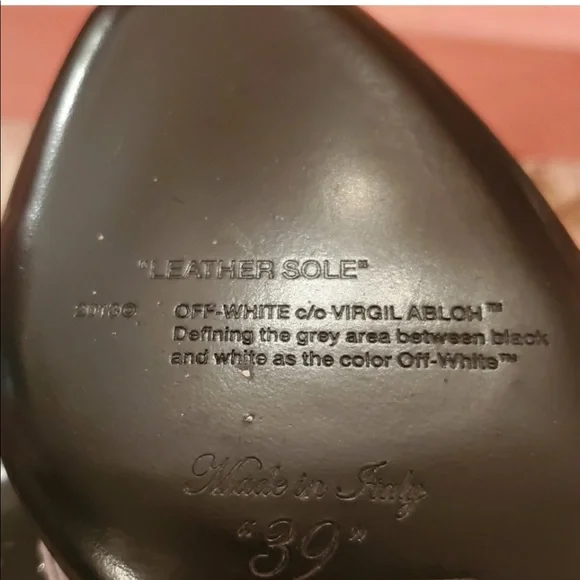 "LEATHER SOLE"
2013© OFF-WHITE c/o VIRGIL ABLOH™
Defining the grey area between black
and white as the color Off-White™
Made in Italy
"39"